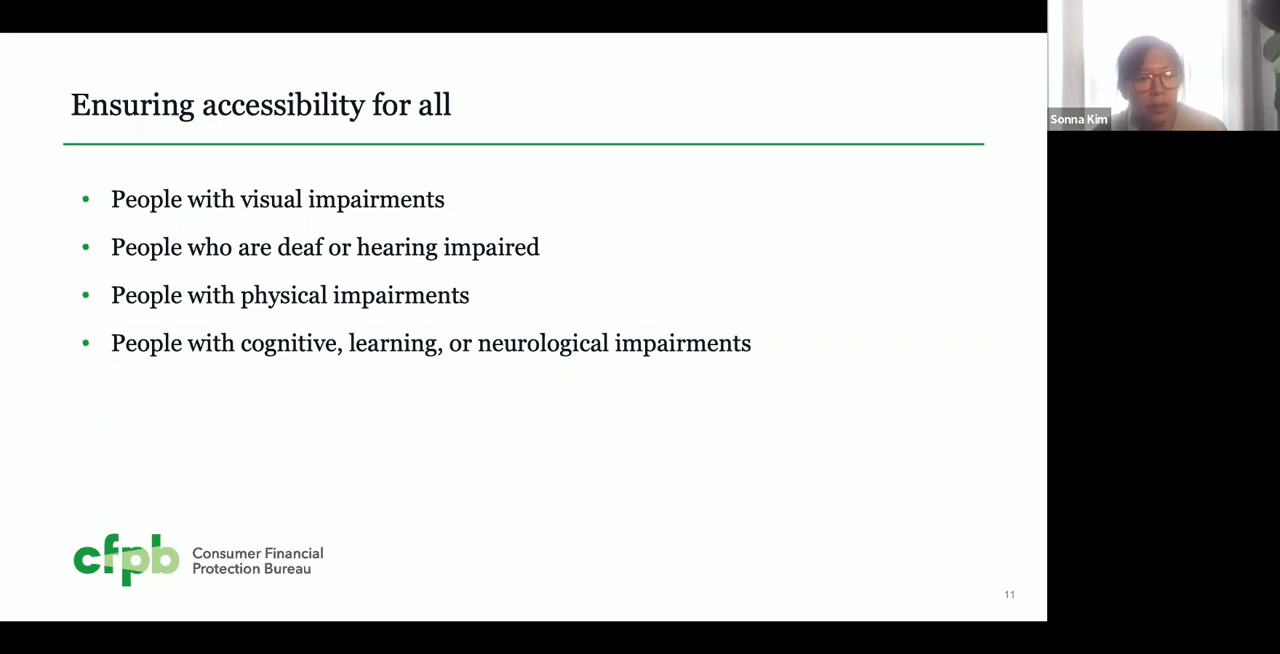 Ensuring accessibility for all
• People with visual impairments
• People who are deaf or hearing impaired
• People with physical impairments
• People with cognitive, learning, or neurological impairments
cfpb
Consumer Financial
Protection Bureau
11
Sonna Kim